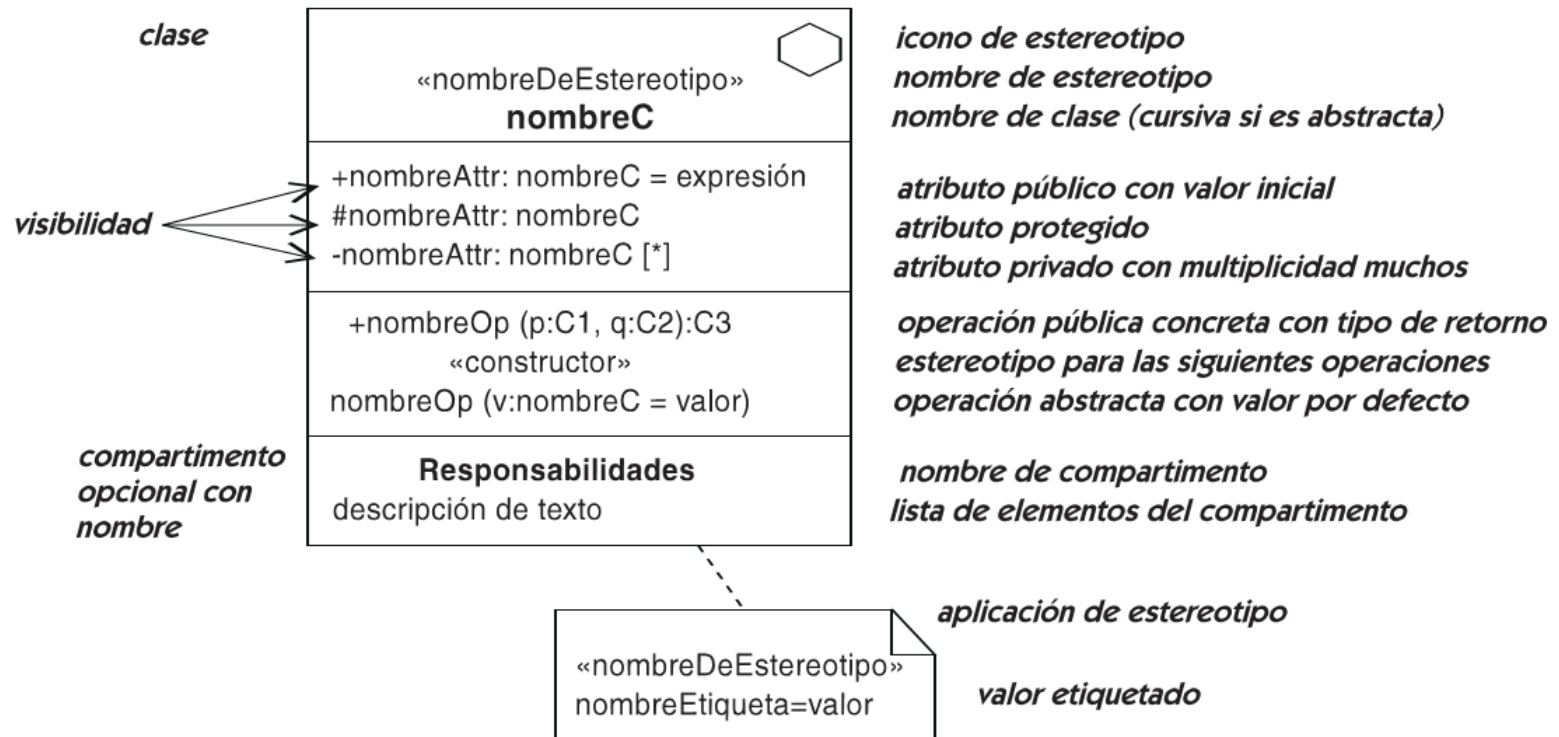 clase
icono de estereotipo
«nombreDeEstereotipo»
nombre de estereotipo
nombreC
nombre de clase (cursiva si es abstracta)
visibilidad
+nombreAttr: nombreC = expresión
atributo público con valor inicial
#nombreAttr: nombreC
atributo protegido
-nombreAttr: nombreC [*]
atributo privado con multiplicidad muchos
+nombreOp (p:C1, q:C2):C3
operación pública concreta con tipo de retorno
«constructor»
estereotipo para las siguientes operaciones
nombreOp (v:nombreC = valor)
operación abstracta con valor por defecto
compartimento
opcional con
nombre
Responsabilidades
nombre de compartimento
descripción de texto
lista de elementos del compartimento
aplicación de estereotipo
«nombreDeEstereotipo»
nombreEtiqueta=valor
valor etiquetado